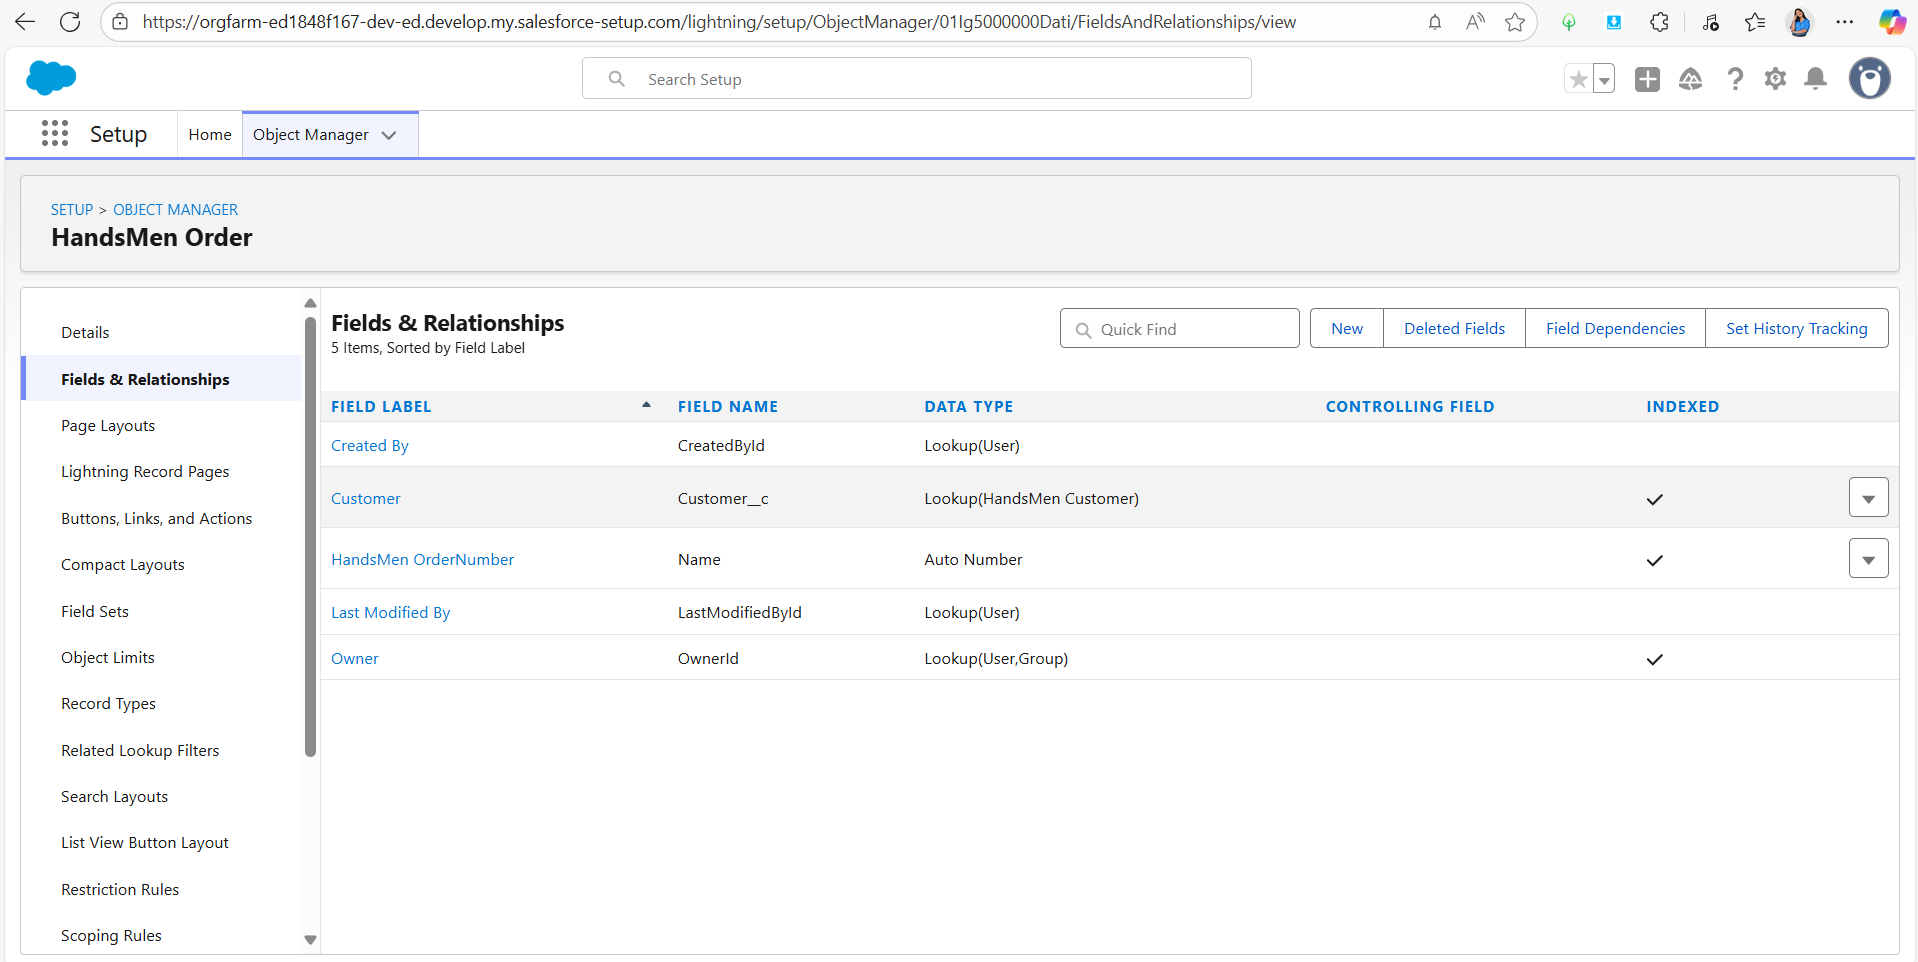 https://orgfarm-ed1848f167-dev-ed.develop.my.salesforce-setup.com/lightning/setup/ObjectManager/01Ig5000000Dati/FieldsAndRelationships/view
Search Setup
Setup
Home
Object Manager
SETUP > OBJECT MANAGER
HandsMen Order
Details
Fields & Relationships
Page Layouts
Lightning Record Pages
Buttons, Links, and Actions
Compact Layouts
Field Sets
Object Limits
Record Types
Related Lookup Filters
Search Layouts
List View Button Layout
Restriction Rules
Scoping Rules
Fields & Relationships
5 Items, Sorted by Field Label
Quick Find
New
Deleted Fields
Field Dependencies
Set History Tracking
FIELD LABEL FIELD NAME DATA TYPE CONTROLLING FIELD INDEXED
Created By CreatedById Lookup(User)
Customer Customer__c Lookup(HandsMen Customer)
HandsMen OrderNumber Name Auto Number
Last Modified By LastModifiedById Lookup(User)
Owner OwnerId Lookup(User,Group)